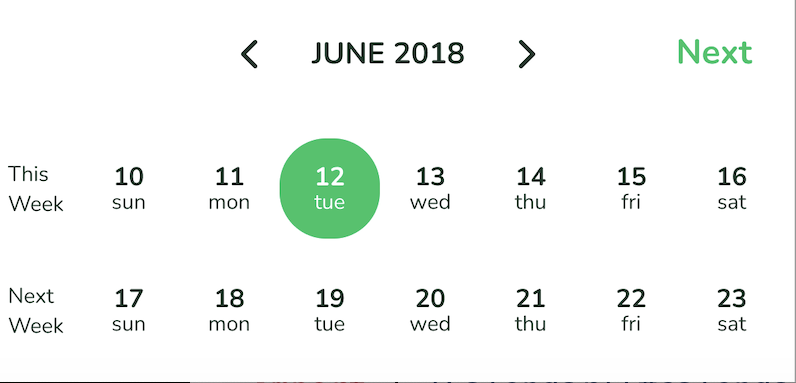 JUNE 2018 Next
This Week
10 11 12 13 14 15 16
sun mon tue wed thu fri sat
Next Week
17 18 19 20 21 22 23
sun mon tue wed thu fri sat